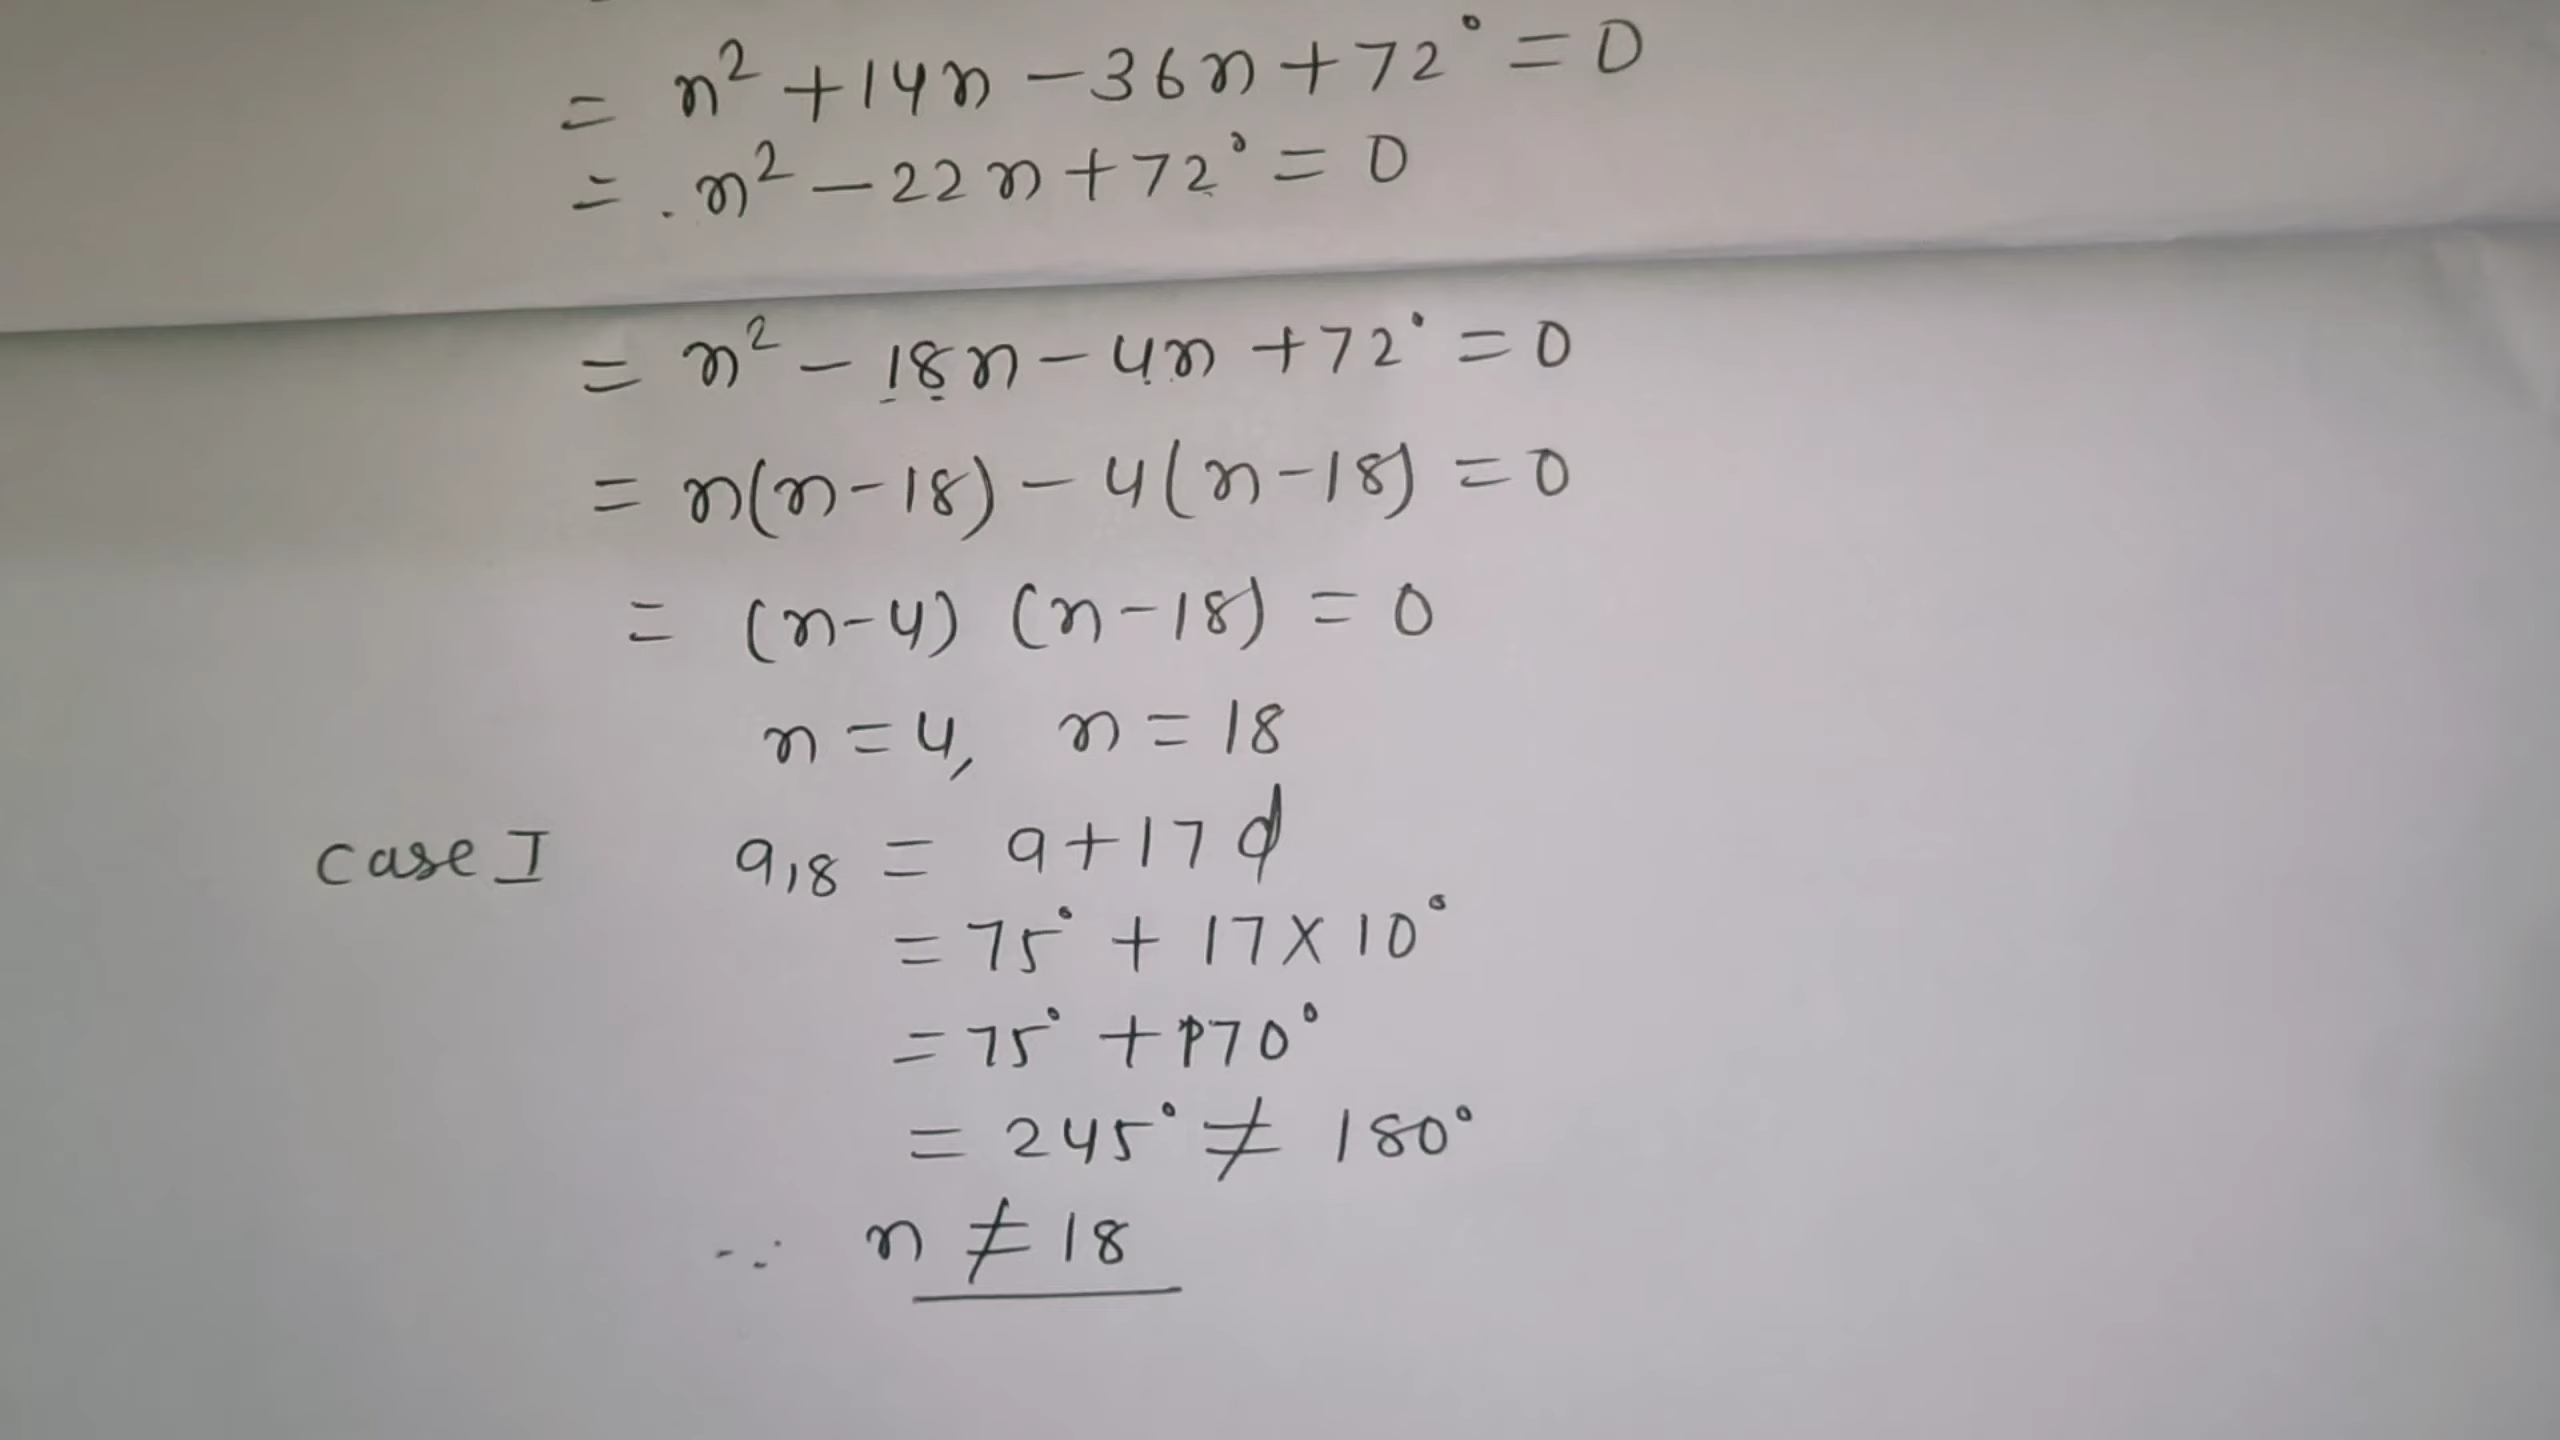 = n² + 14n - 36n + 72° = 0
= . n² - 22n + 72° = 0
= n² - 18n - 4n + 72° = 0
= n(n-18) - 4(n-18) = 0
= (n-4) (n-18) = 0
n = 4, n = 18
Case I a₁₈ = a + 17d
= 75° + 17 × 10°
= 75° + 170°
= 245° ≠ 180°
∵ n ≠ 18